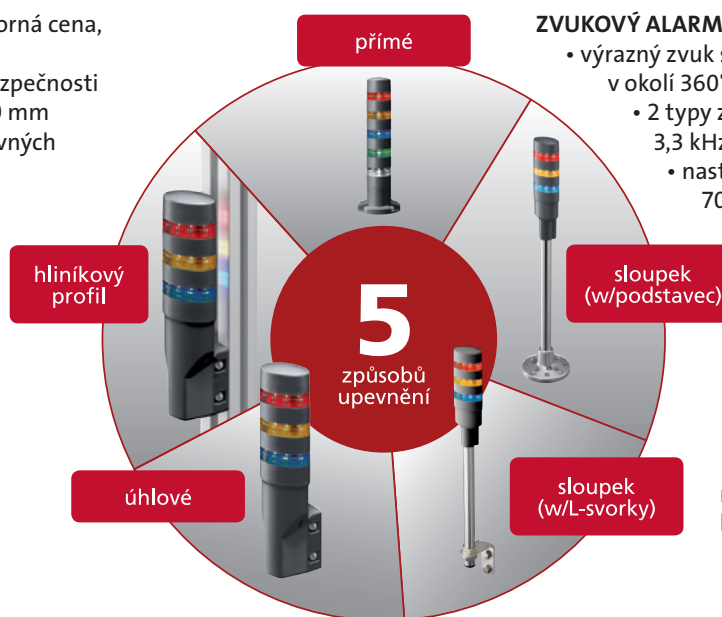 orná cena,
zpečnosti
mm
vných
ZVUKOVÝ ALARM
• výrazný zvuk
v okolí 360°
• 2 typy
3,3 kHz
• nast
70
přímé
hliníkový
profil
sloupek
(w/podstavec)
5
způsobů
upevnění
úhlové
sloupek
(w/L-svorky)